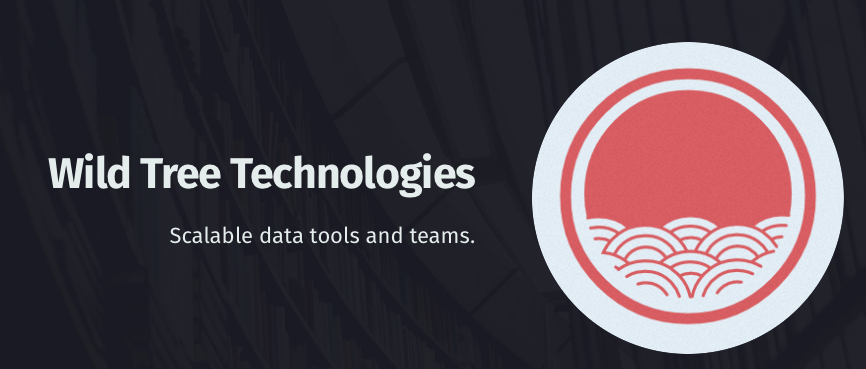 Wild Tree Technologies
Scalable data tools and teams.